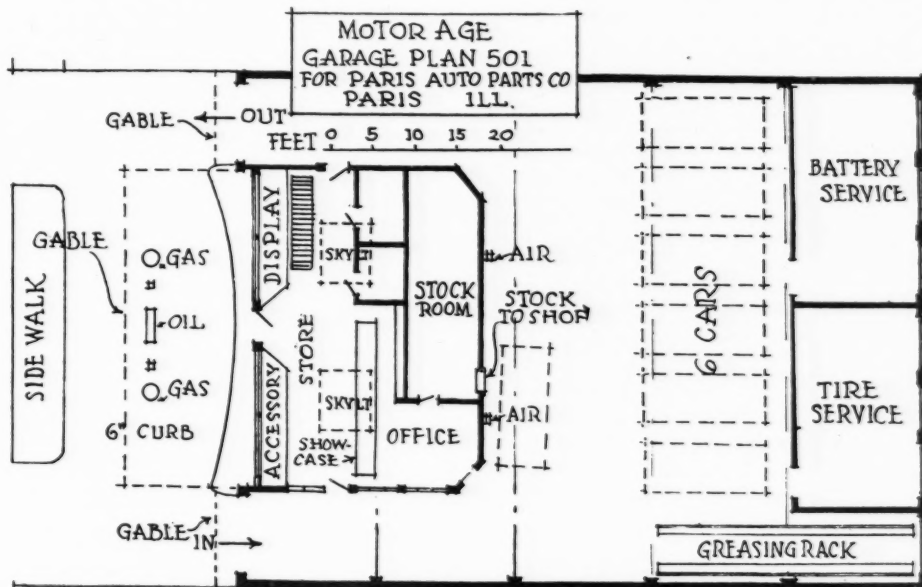 MOTOR AGE
GARAGE PLAN 501
FOR PARIS AUTO PARTS CO
PARIS ILL.
GABLE
OUT
FEET 0 5 10 15 20
BATTERY
SERVICE
GABLE
SIDE WALK
GAS
OIL
GAS
6" CURB
DISPLAY
SKYLT
STOCK
ROOM
AIR
STOCK
TO SHOP
6 CARS
STORE
ACCESSORY
SKYLT
SHOW-
CASE
OFFICE
AIR
TIRE
SERVICE
GABLE
IN
GREASING RACK